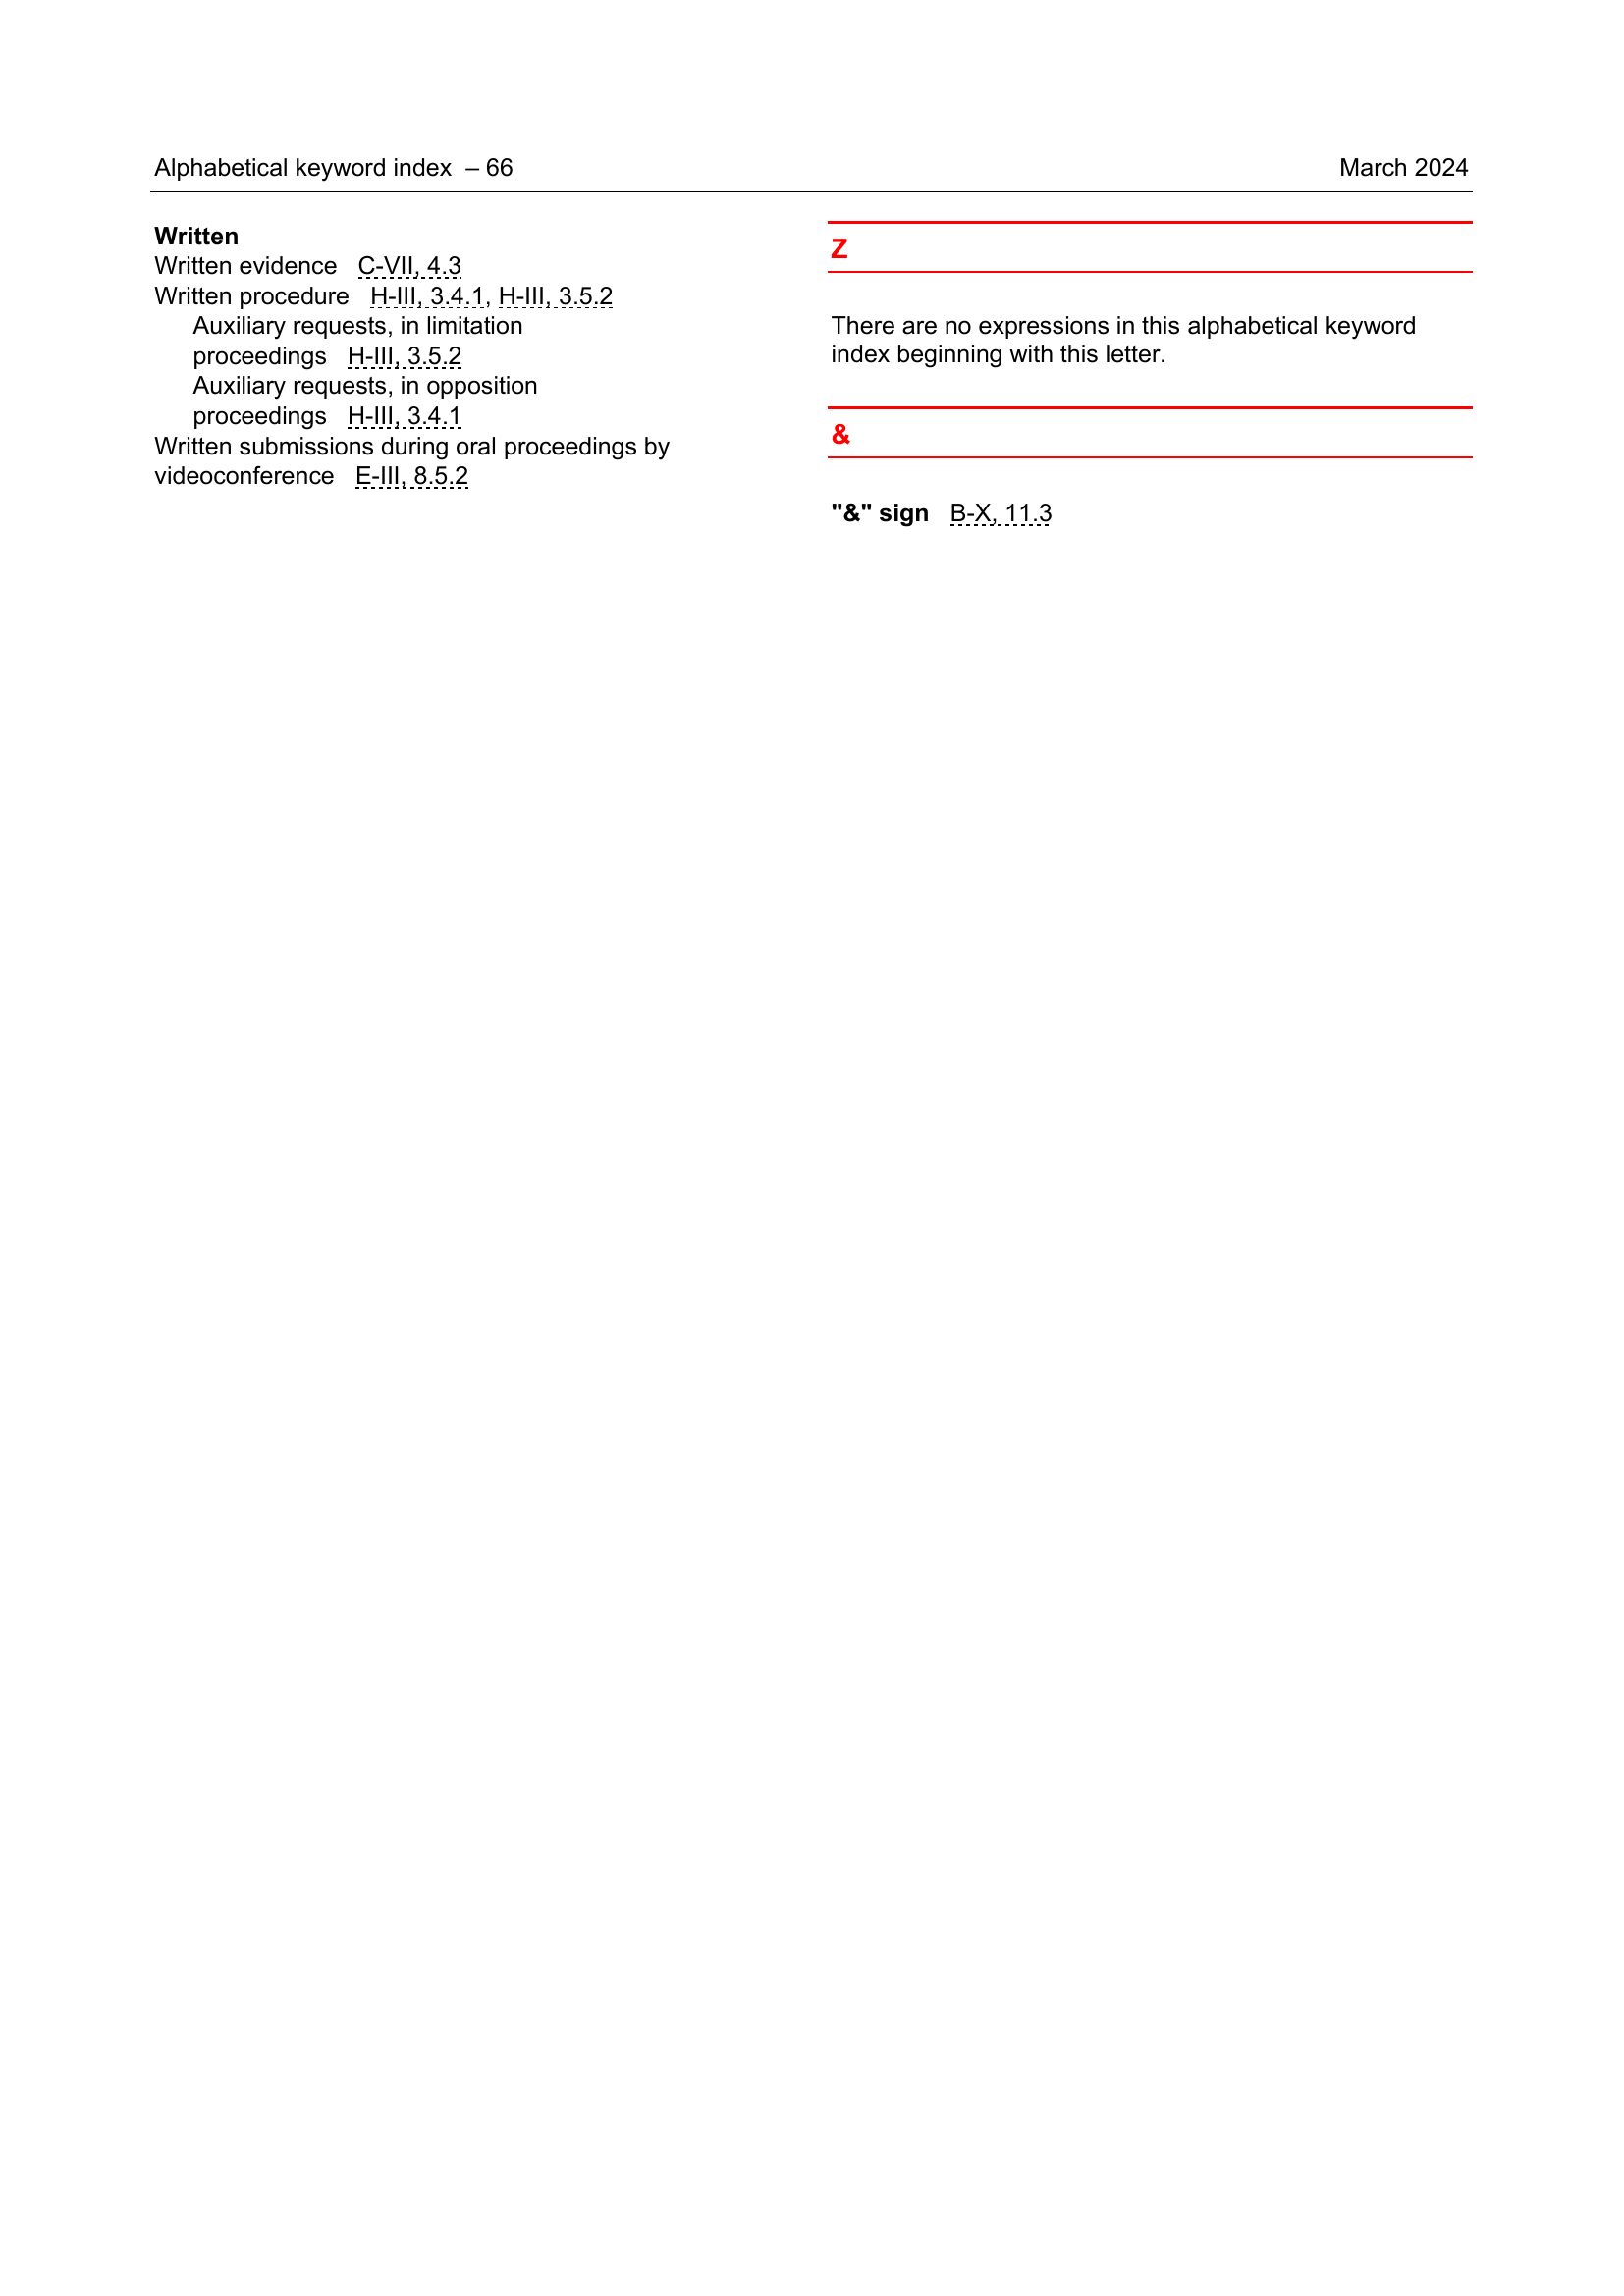 Alphabetical keyword index – 66
March 2024
Written
Written evidence C-VII, 4.3
Written procedure H-III, 3.4.1, H-III, 3.5.2
Auxiliary requests, in limitation
proceedings H-III, 3.5.2
Auxiliary requests, in opposition
proceedings H-III, 3.4.1
Written submissions during oral proceedings by
videoconference E-III, 8.5.2
Z
There are no expressions in this alphabetical keyword
index beginning with this letter.
&
"&" sign B-X, 11.3